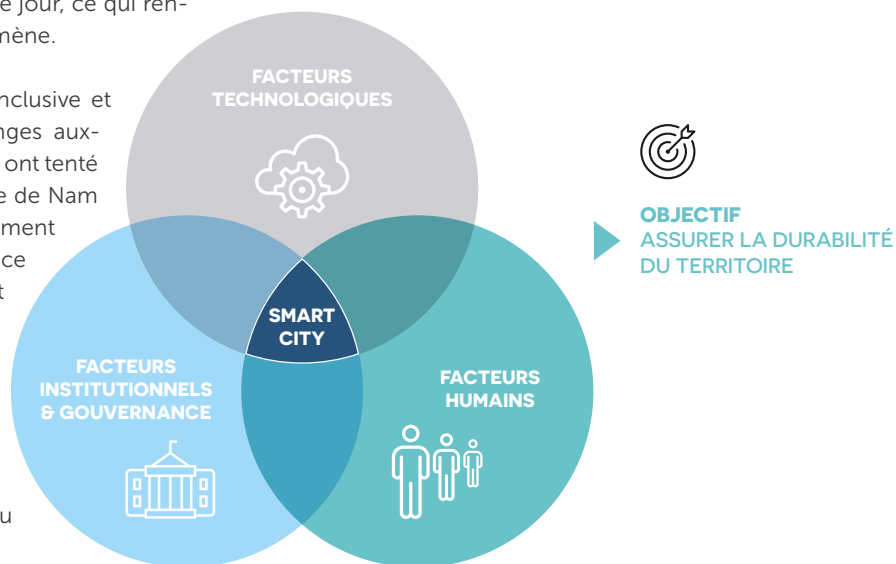 e jour, ce qui ren-
mène.
nclusive et
nges aux-
ont tenté
e de Nam
ment
ce
t
u
FACTEURS
TECHNOLOGIQUES
SMART
CITY
FACTEURS
INSTITUTIONNELS
& GOUVERNANCE
FACTEURS
HUMAINS
OBJECTIF
ASSURER LA DURABILITÉ
DU TERRITOIRE